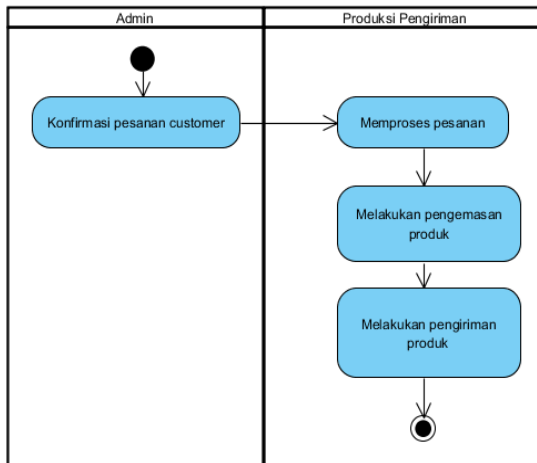 Admin
Produksi Pengiriman
Konfirmasi pesanan customer
Memproses pesanan
Melakukan pengemasan
produk
Melakukan pengiriman
produk